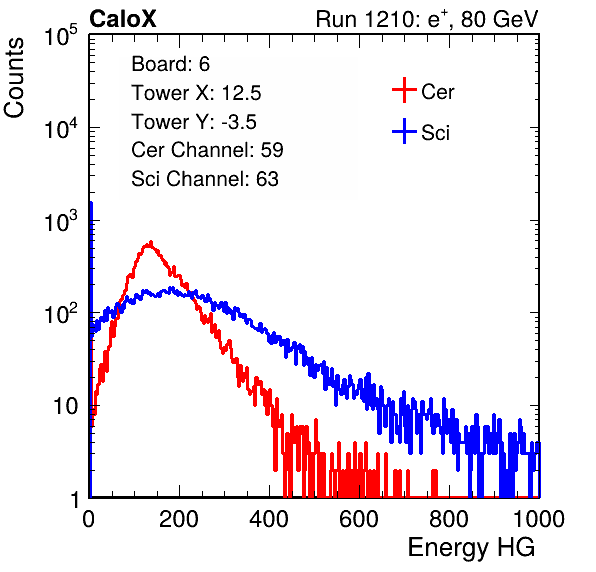 CaloX Run 1210: e⁺, 80 GeV
Counts
10⁵
10⁴
10³
10²
10
1
Board: 6
Tower X: 12.5
Tower Y: -3.5
Cer Channel: 59
Sci Channel: 63
Cer
Sci
0 200 400 600 800 1000
Energy HG